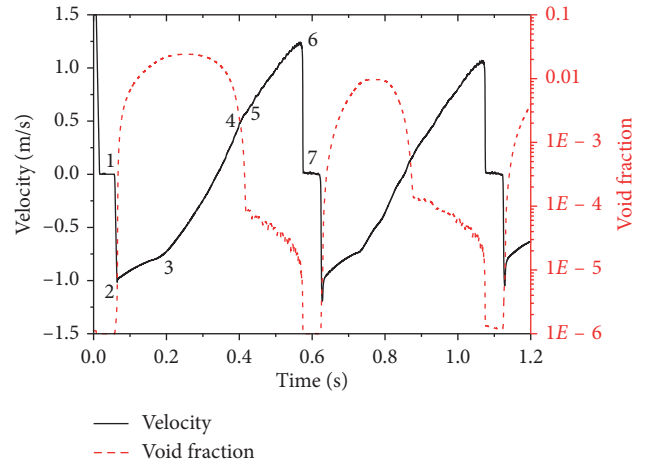 1.5
1.0
0.5
0.0
−0.5
−1.0
−1.5
Velocity (m/s)
0.1
0.01
1E − 3
1E − 4
1E − 5
1E − 6
Void fraction
1
2
3
4
5
6
7
0.0
0.2
0.4
0.6
0.8
1.0
1.2
Time (s)
Velocity
Void fraction